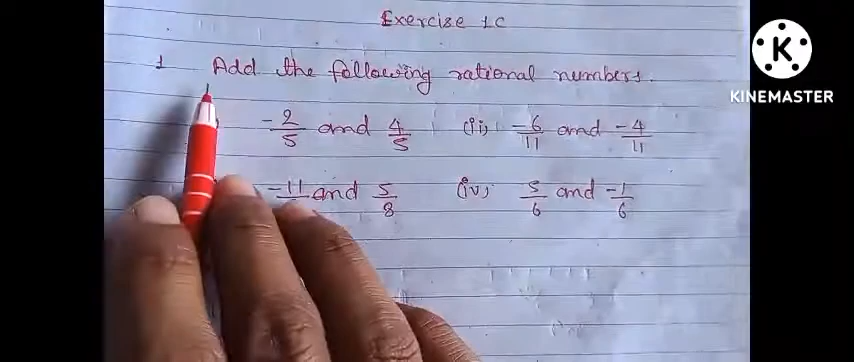 Exercise 1C
1 Add the following rational numbers.
-2/5 and 4/5 (ii) -6/11 and -4/11
-11 and 5/8 (iv) 5/6 and -1/6
K
KINEMASTER